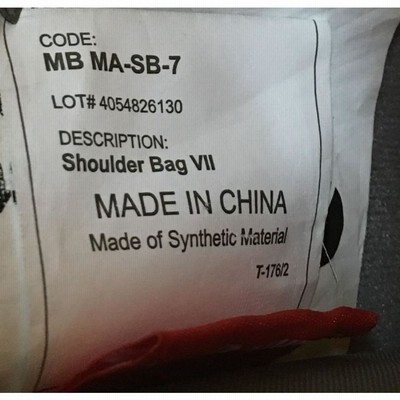 CODE:
MB MA-SB-7
LOT# 4054826130
DESCRIPTION:
Shoulder Bag VII
MADE IN CHINA
Made of Synthetic Material
T-176/2